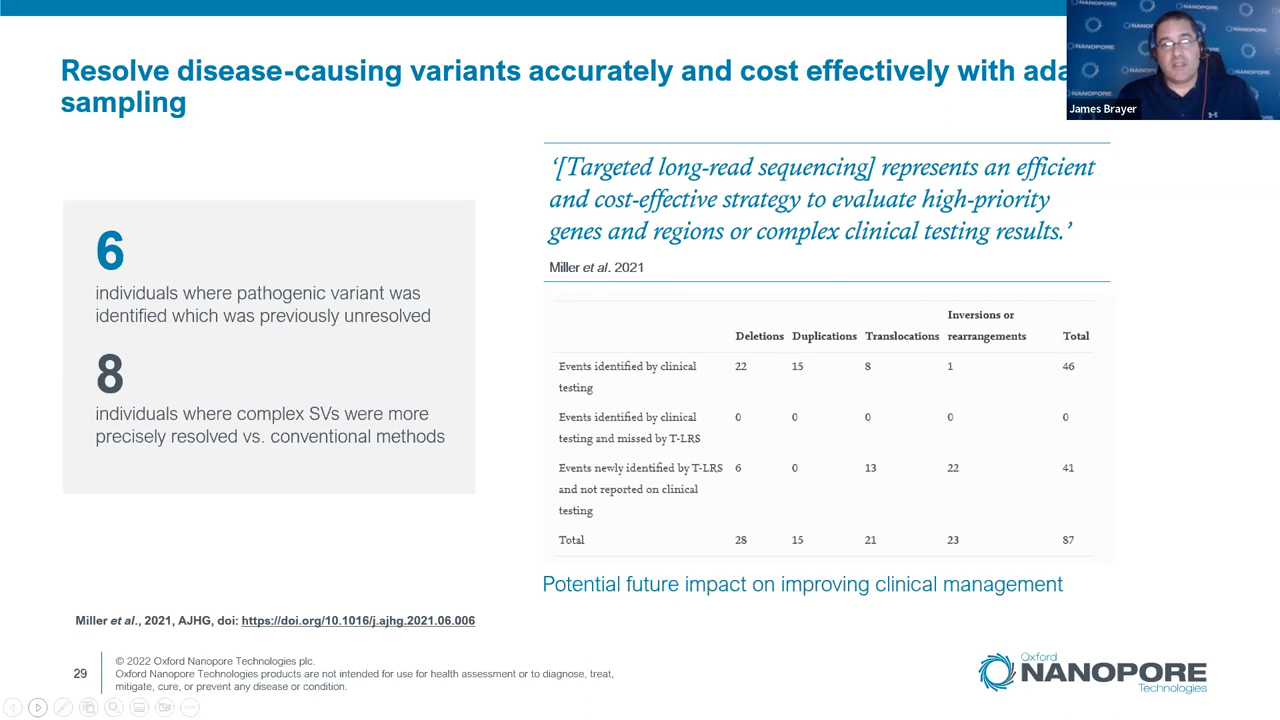 Resolve disease-causing variants accurately and cost effectively with
sampling
James Brayer
6
individuals where pathogenic variant was
identified which was previously unresolved
8
individuals where complex SVs were more
precisely resolved vs. conventional methods
‘[Targeted long-read sequencing] represents an efficient
and cost-effective strategy to evaluate high-priority
genes and regions or complex clinical testing results.’
Miller et al. 2021
Deletions Duplications Translocations Inversions or rearrangements Total
Events identified by clinical testing 22 15 8 1 46
Events identified by clinical testing and missed by T-LRS 0 0 0 0 0
Events newly identified by T-LRS and not reported on clinical testing 6 0 13 22 41
Total 28 15 21 23 87
Potential future impact on improving clinical management
Miller et al., 2021, AJHG, doi: https://doi.org/10.1016/j.ajhg.2021.06.006
29
© 2022 Oxford Nanopore Technologies plc.
Oxford Nanopore Technologies products are not intended for use for health assessment or to diagnose, treat,
mitigate, cure, or prevent any disease or condition.
Oxford
NANOPORE
Technologies